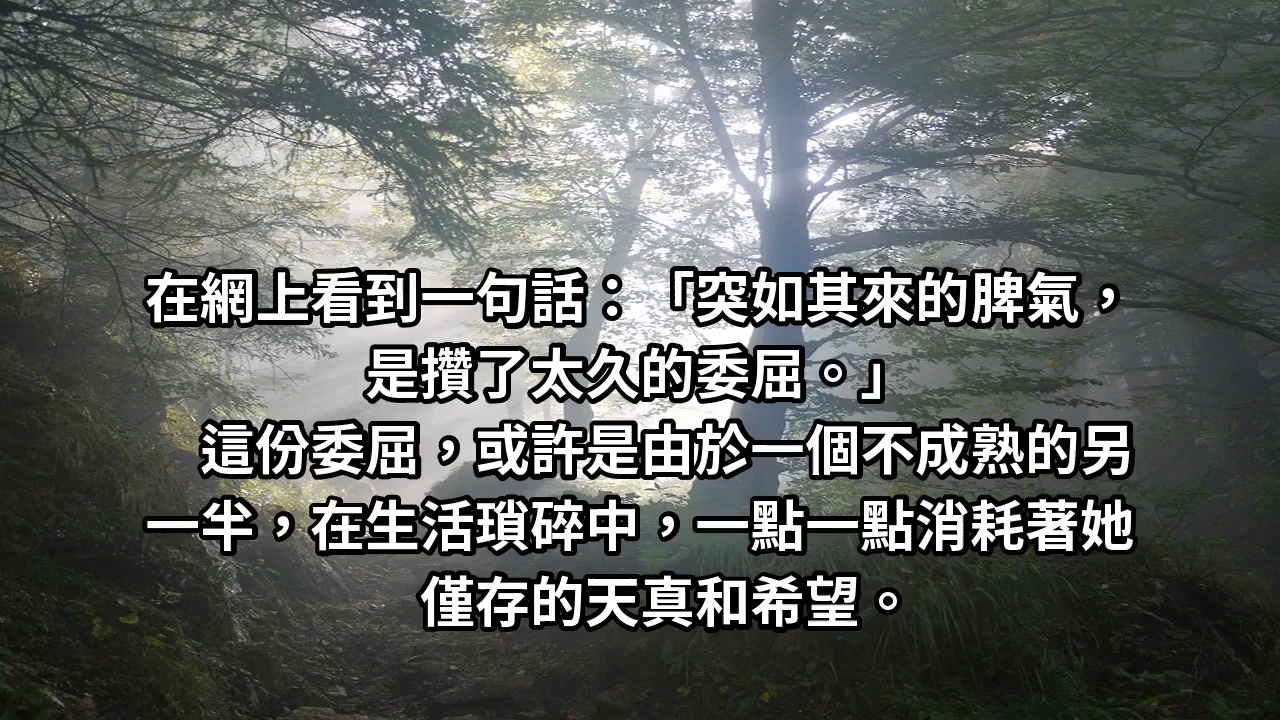 在網上看到一句話：「突如其來的脾氣，
是攢了太久的委屈。」
這份委屈，或許是由於一個不成熟的另
一半，在生活瑣碎中，一點一點消耗著她
僅存的天真和希望。